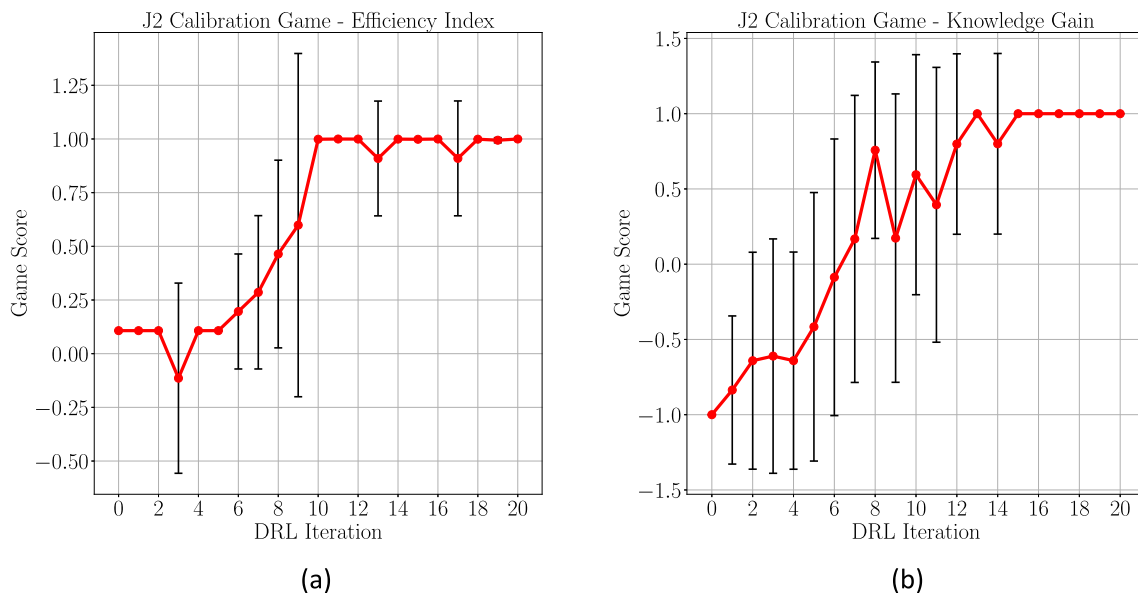 J2 Calibration Game - Efficiency Index
Game Score
1.25
1.00
0.75
0.50
0.25
0.00
−0.25
−0.50
0 2 4 6 8 10 12 14 16 18 20
DRL Iteration
(a)
J2 Calibration Game - Knowledge Gain
Game Score
1.5
1.0
0.5
0.0
−0.5
−1.0
−1.5
0 2 4 6 8 10 12 14 16 18 20
DRL Iteration
(b)